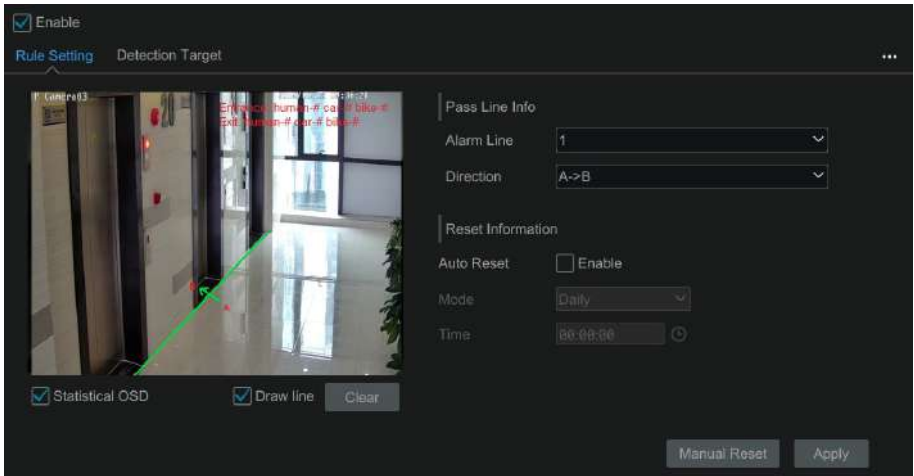 Enable
Rule Setting Detection Target ...
Camera03
Entrance: human-# car-# bike-#
Exit: human-# car-# bike-#
Pass Line Info
Alarm Line 1
Direction A->B
Reset Information
Auto Reset Enable
Mode Daily
Time 00:00:00
Statistical OSD Draw line Clear
Manual Reset Apply